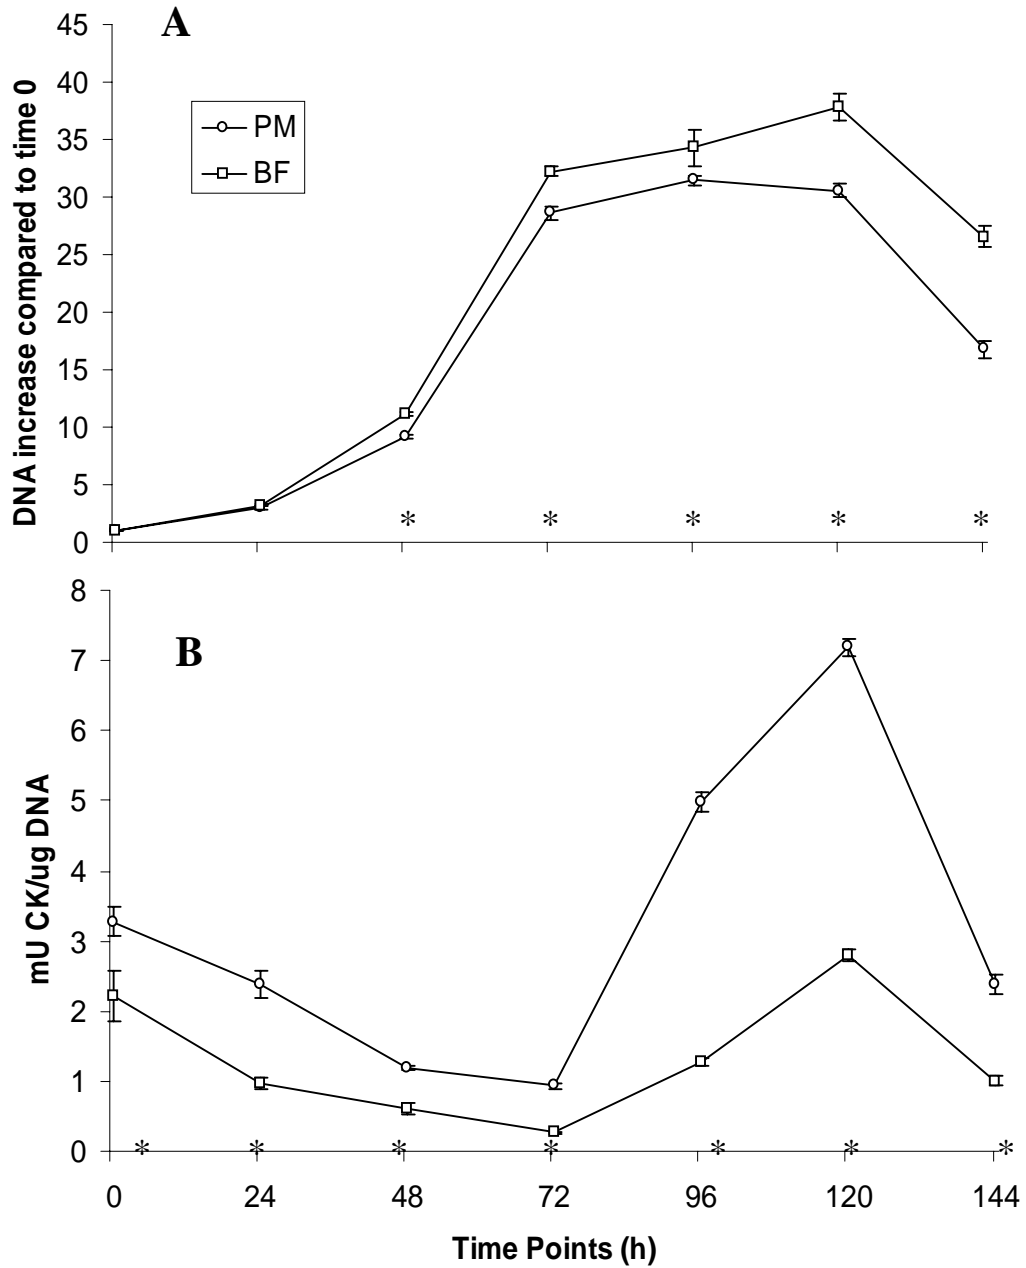 A
45
40
35
30
25
20
15
10
5
0
DNA increase compared to time 0
PM
BF
* * * * *
B
8
7
6
5
4
3
2
1
0
mU CK/ug DNA
* * * * * * *
0 24 48 72 96 120 144
Time Points (h)